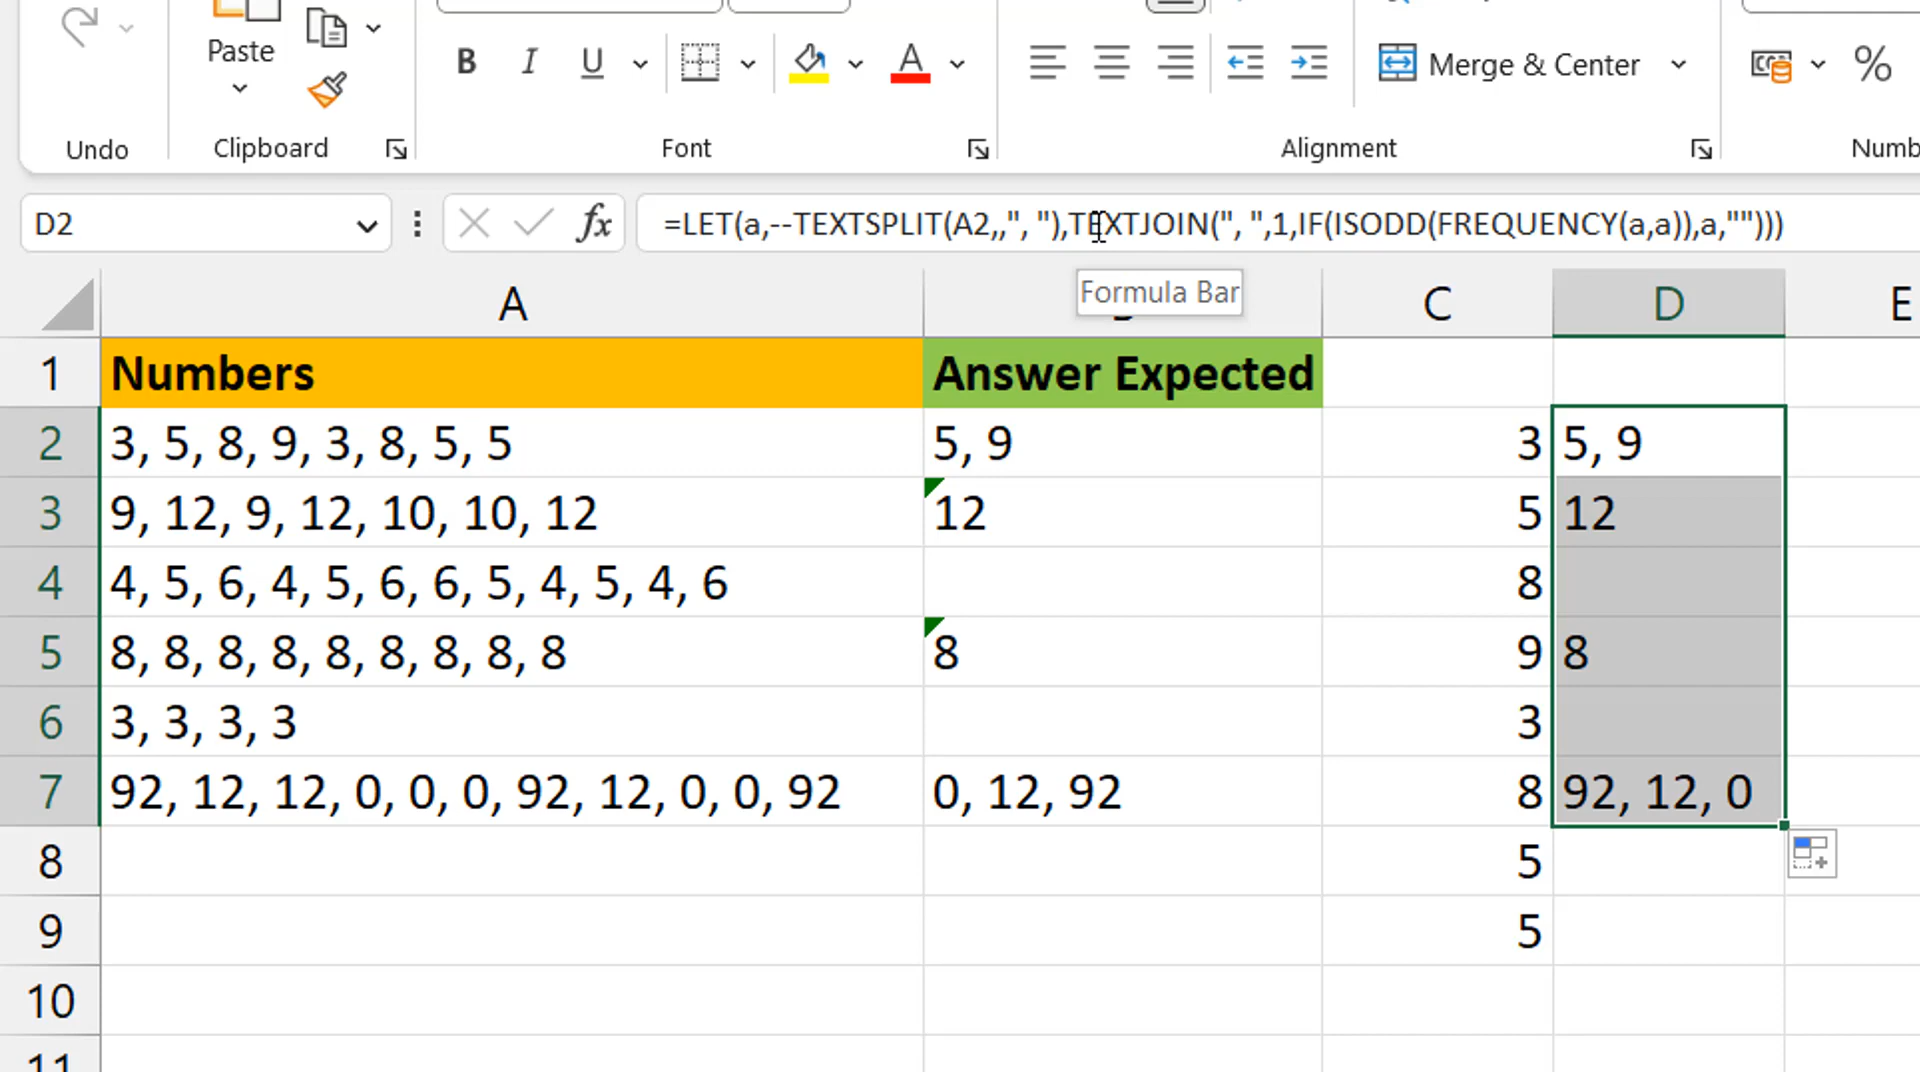 Paste
B I U A Merge & Center %
Undo Clipboard Font Alignment Numb
D2 fx =LET(a,--TEXTSPLIT(A2,,", "),TEXTJOIN(", ",1,IF(ISODD(FREQUENCY(a,a)),a,"")))
Formula Bar
A C D E
1 Numbers Answer Expected
2 3, 5, 8, 9, 3, 8, 5, 5 5, 9 3 5, 9
3 9, 12, 9, 12, 10, 10, 12 12 5 12
4 4, 5, 6, 4, 5, 6, 6, 5, 4, 5, 4, 6 8
5 8, 8, 8, 8, 8, 8, 8, 8, 8 8 9 8
6 3, 3, 3, 3 3
7 92, 12, 12, 0, 0, 0, 92, 12, 0, 0, 92 0, 12, 92 8 92, 12, 0
8 5
9 5
10
11